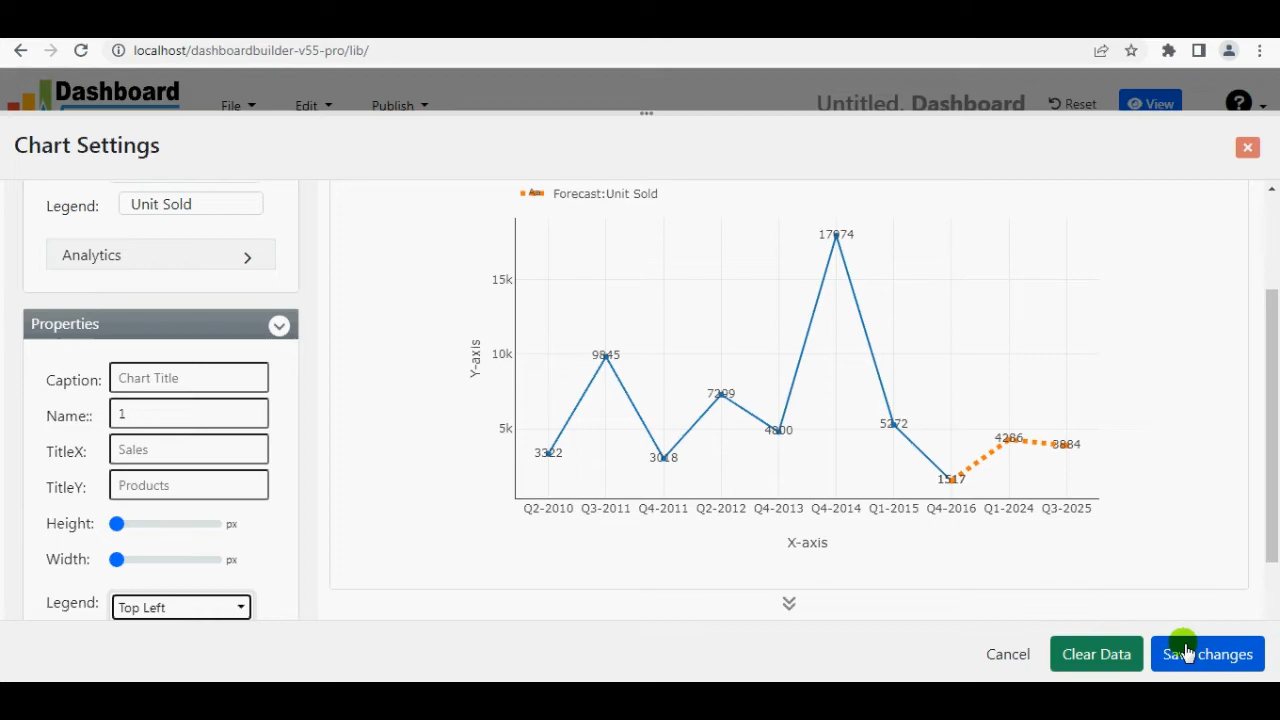 localhost/dashboardbuilder-v55-pro/lib/
Dashboard
File Edit Publish
Untitled. Dashboard
Reset View ?
Chart Settings
Legend: Unit Sold
Analytics
Properties
Caption: Chart Title
Name:: 1
TitleX: Sales
TitleY: Products
Height: px
Width: px
Legend: Top Left
Forecast:Unit Sold
15k
10k
5k
Y-axis
3322 9845 3018 7299 4800 5272 1517 4286 3884
Q2-2010 Q3-2011 Q4-2011 Q2-2012 Q4-2013 Q4-2014 Q1-2015 Q4-2016 Q1-2024 Q3-2025
X-axis
Cancel Clear Data Save changes